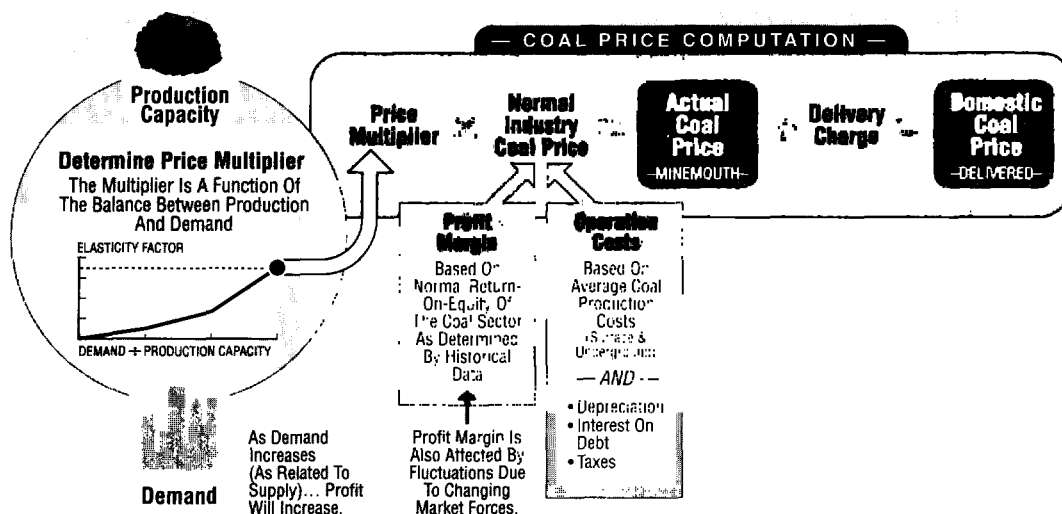 — COAL PRICE COMPUTATION —
Production
Capacity
Determine Price Multiplier
The Multiplier Is A Function Of
The Balance Between Production
And Demand
ELASTICITY FACTOR
DEMAND ÷ PRODUCTION CAPACITY
Demand
As Demand
Increases
(As Related To
Supply)... Profit
Will Increase.
Price
Multiplier
Normal
Industry
Coal Price
Actual
Coal
Price
—MINEMOUTH—
Delivery
Charge
Domestic
Coal
Price
—DELIVERED—
Profit
Margin
Based On
Normal Return-
On-Equity Of
The Coal Sector
As Determined
By Historical
Data
Profit Margin Is
Also Affected By
Fluctuations Due
To Changing
Market Forces.
Operation
Costs
Based On
Average Coal
Production
Costs
(Surface &
Underground)
— AND —
• Depreciation
• Interest On
Debt
• Taxes